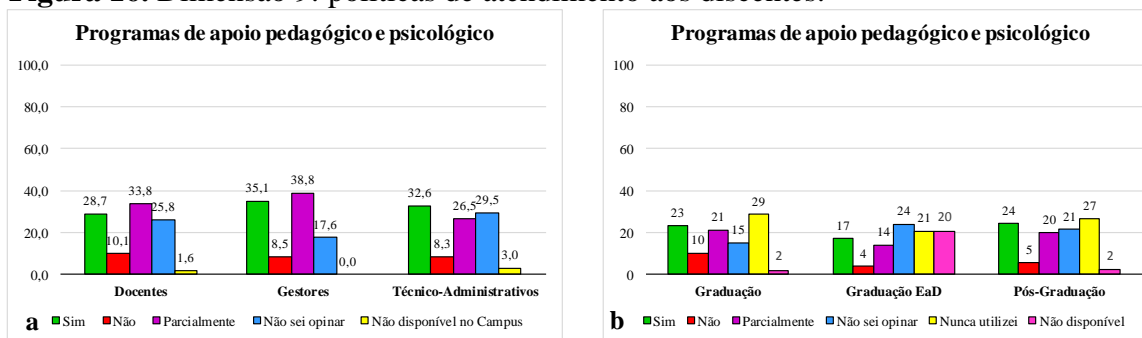 Figura 10. Dimensão 9: políticas de atendimento aos discentes.
Programas de apoio pedagógico e psicológico
100,0
80,0
60,0
40,0
20,0
0,0
28,7
10,1
33,8
25,8
1,6
35,1
8,5
38,8
17,6
0,0
32,6
8,3
26,5
29,5
3,0
Docentes
Gestores
Técnico-Administrativos
a
Sim
Não
Parcialmente
Não sei opinar
Não disponível no Campus
Programas de apoio pedagógico e psicológico
100
80
60
40
20
0
23
10
21
15
29
2
17
4
14
24
21
20
24
5
20
21
27
2
Graduação
Graduação EaD
Pós-Graduação
b
Sim
Não
Parcialmente
Não sei opinar
Nunca utilizei
Não disponível